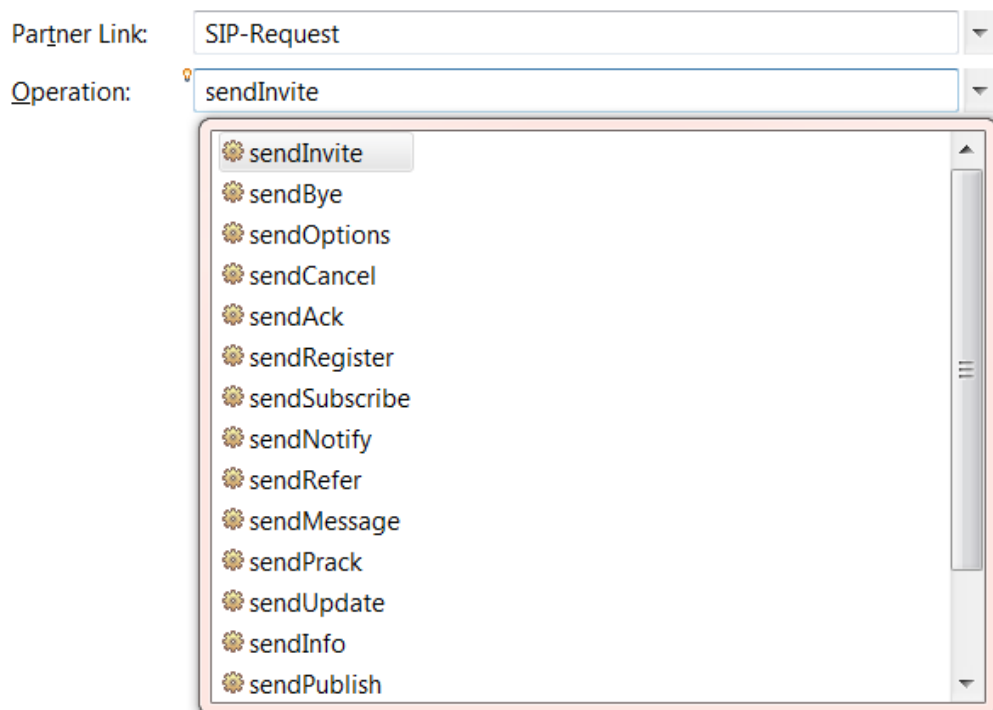 Partner Link: SIP-Request
Operation: sendInvite
sendInvite
sendBye
sendOptions
sendCancel
sendAck
sendRegister
sendSubscribe
sendNotify
sendRefer
sendMessage
sendPrack
sendUpdate
sendInfo
sendPublish